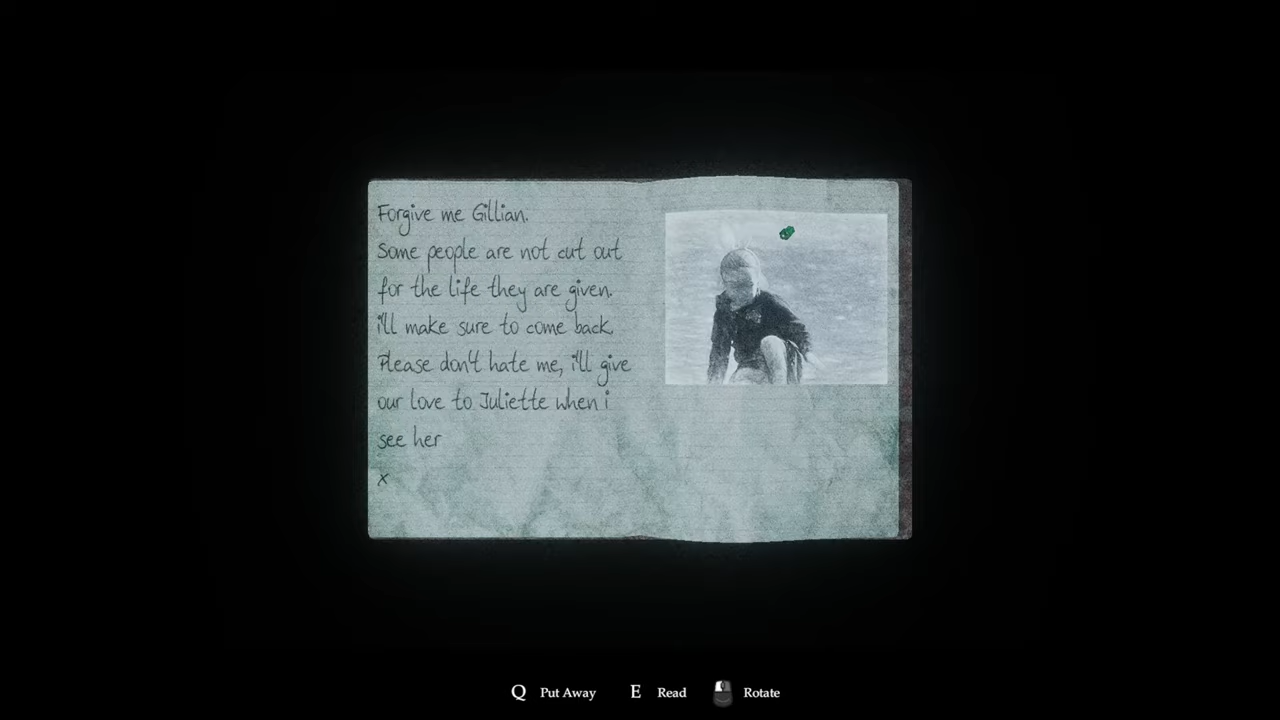 Forgive me Gillian.
Some people are not cut out
for the life they are given.
i'll make sure to come back.
Please don't hate me, i'll give
our love to Juliette when i
see her
x
Q Put Away E Read Rotate